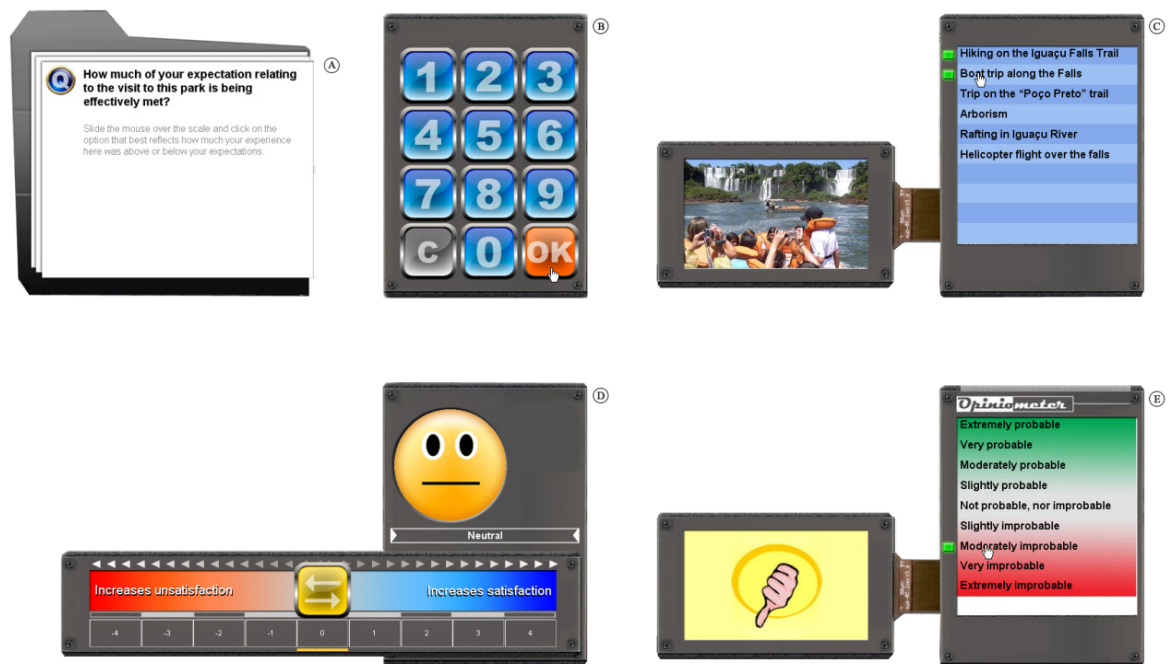 Q
How much of your expectation relating
to the visit to this park is being
effectively met?
Slide the mouse over the scale and click on the
option that best reflects how much your experience
here was above or below your expectations.
A
1 2 3
4 5 6
7 8 9
C 0 OK
B
Hiking on the Iguaçu Falls Trail
Boat trip along the Falls
Trip on the “Poço Preto” trail
Arborism
Rafting in Iguaçu River
Helicopter flight over the falls
C
Neutral
Increases unsatisfaction
Increases satisfaction
-4 -3 -2 -1 0 1 2 3 4
D
Opiniometer
Extremely probable
Very probable
Moderately probable
Slightly probable
Not probable, nor improbable
Slightly improbable
Moderately improbable
Very improbable
Extremely improbable
E